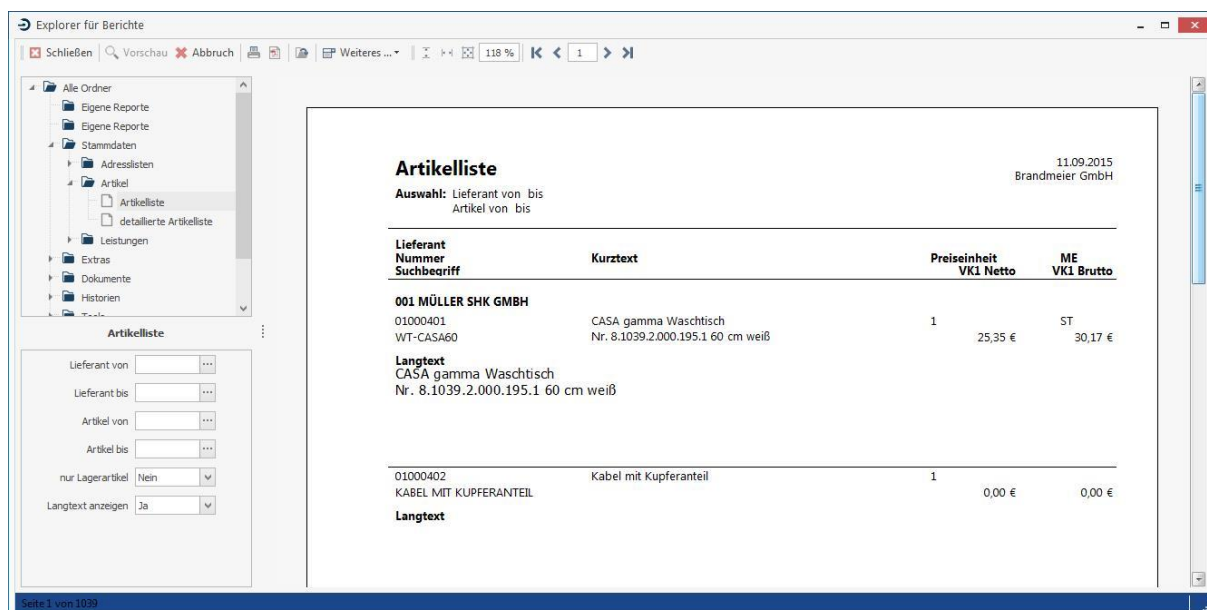 Explorer für Berichte
Schließen Vorschau Abbruch Weiteres ... 118 % 1
Alle Ordner
Eigene Reporte
Eigene Reporte
Stammdaten
Adresslisten
Artikel
Artikelliste
detaillierte Artikelliste
Leistungen
Extras
Dokumente
Historien
Tools
Artikelliste
Lieferant von
Lieferant bis
Artikel von
Artikel bis
nur Lagerartikel Nein
Langtext anzeigen Ja
Artikelliste
11.09.2015
Brandmeier GmbH
Auswahl: Lieferant von bis
Artikel von bis
Lieferant
Nummer Kurztext Preiseinheit ME
Suchbegriff VK1 Netto VK1 Brutto
001 MÜLLER SHK GMBH
01000401 CASA gamma Waschtisch 1 ST
WT-CASA60 Nr. 8.1039.2.000.195.1 60 cm weiß 25,35 € 30,17 €
Langtext
CASA gamma Waschtisch
Nr. 8.1039.2.000.195.1 60 cm weiß
01000402 Kabel mit Kupferanteil 1
KABEL MIT KUPFERANTEIL 0,00 € 0,00 €
Langtext
Seite 1 von 1039